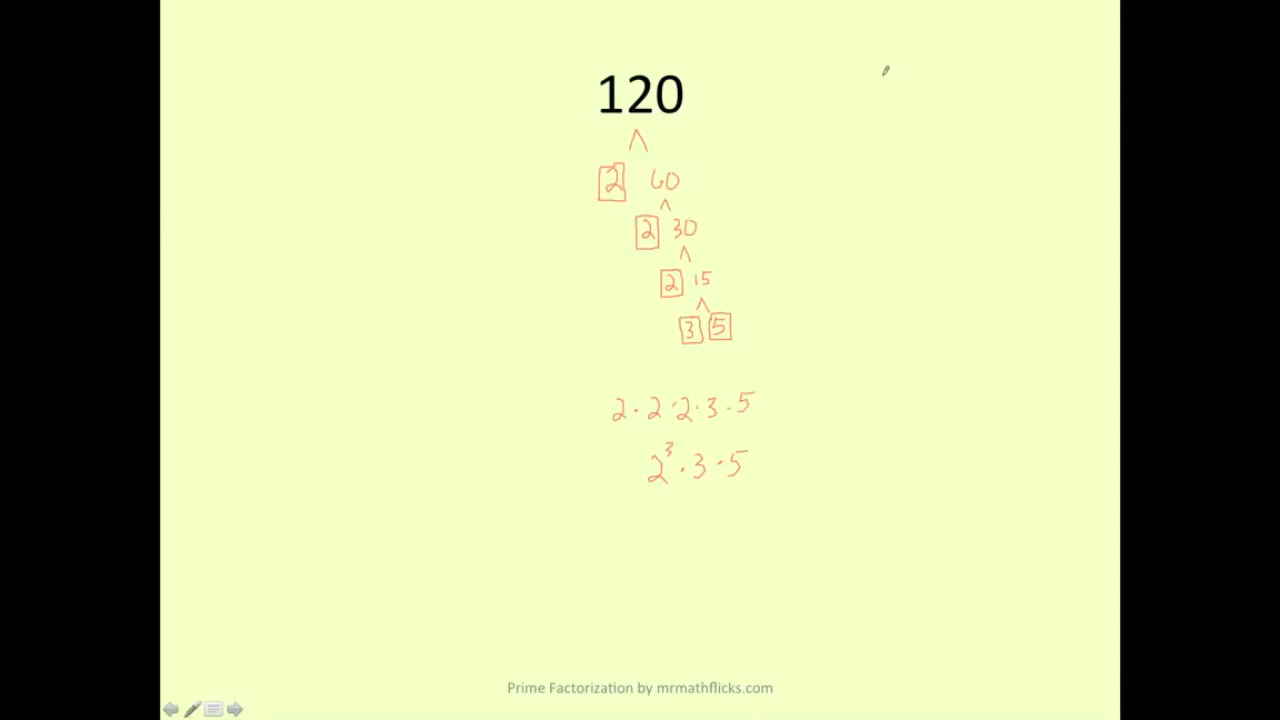 120
2 60
2 30
2 15
3 5
2 · 2 · 2 · 3 · 5
2³ · 3 · 5
Prime Factorization by mrmathflicks.com